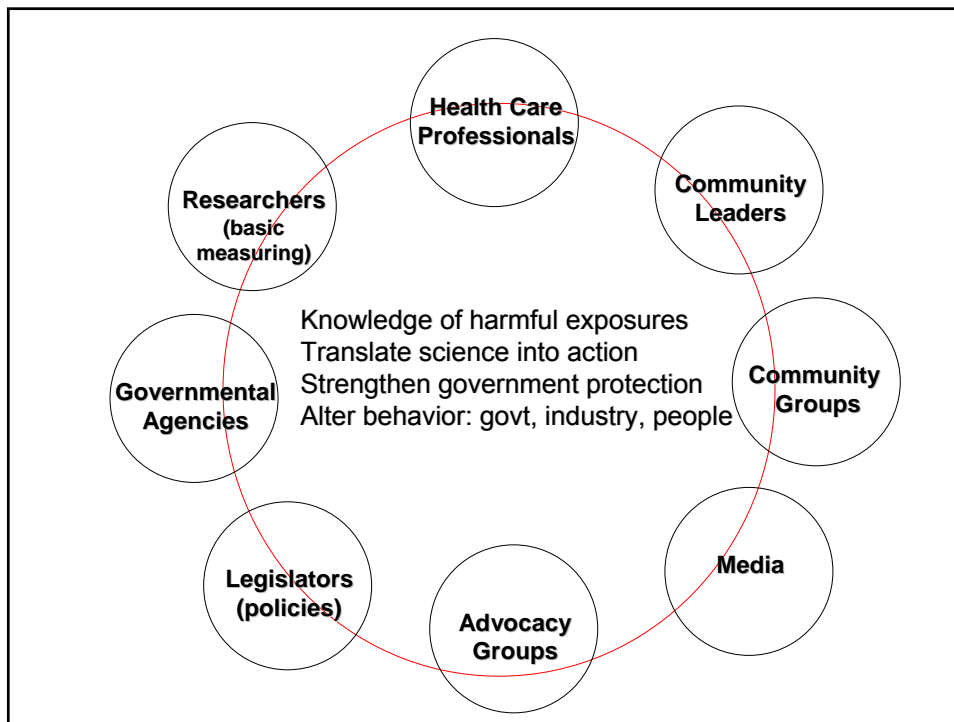 Health Care
Professionals
Community
Leaders
Researchers
(basic
measuring)
Knowledge of harmful exposures
Translate science into action
Strengthen government protection
Alter behavior: govt, industry, people
Community
Groups
Governmental
Agencies
Media
Legislators
(policies)
Advocacy
Groups